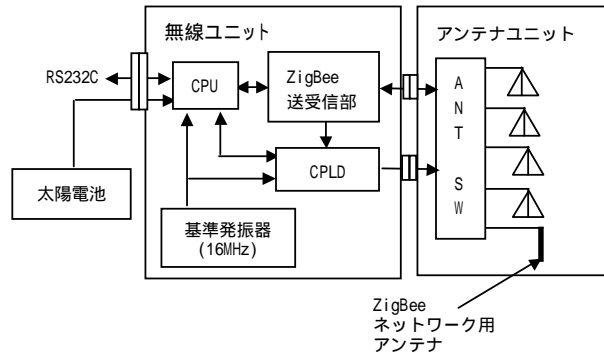 無線ユニット
アンテナユニット
RS232C
CPU
ZigBee
送受信部
CPLD
太陽電池
基準発振器
(16MHz)
A
N
T
S
W
ZigBee
ネットワーク用
アンテナ